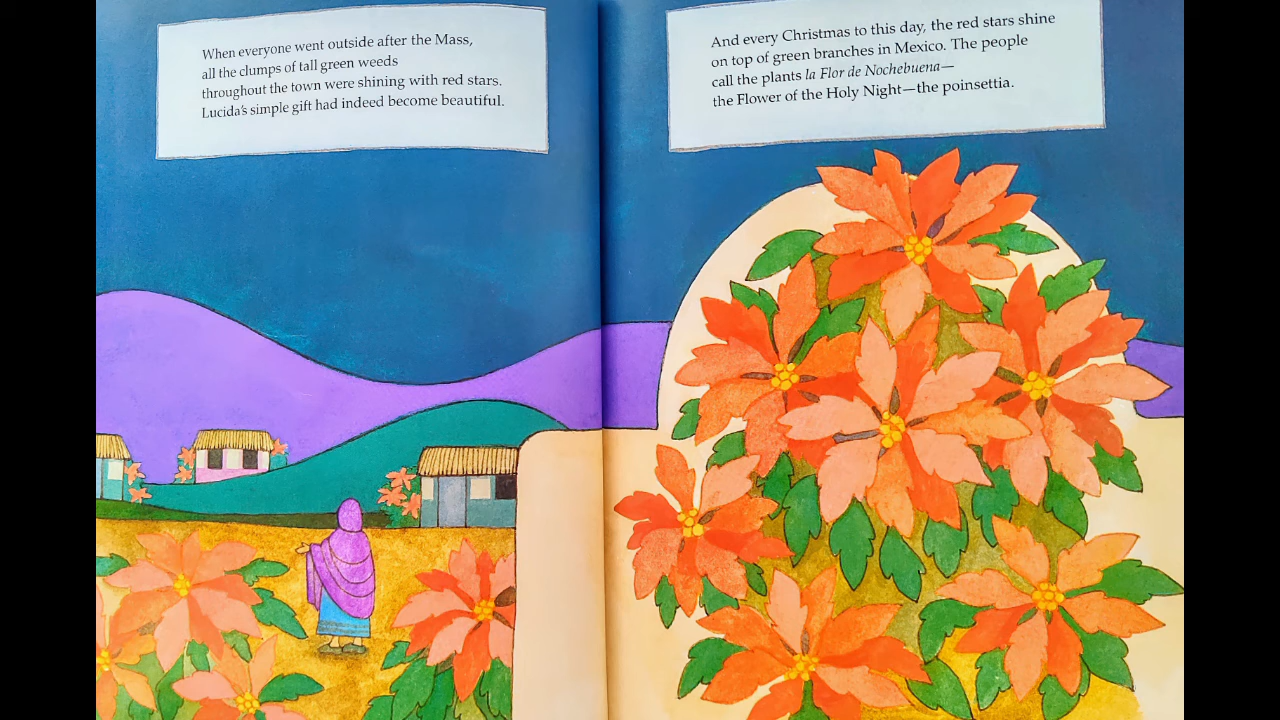 When everyone went outside after the Mass,
all the clumps of tall green weeds
throughout the town were shining with red stars.
Lucida's simple gift had indeed become beautiful.
And every Christmas to this day, the red stars shine
on top of green branches in Mexico. The people
call the plants la Flor de Nochebuena—
the Flower of the Holy Night—the poinsettia.